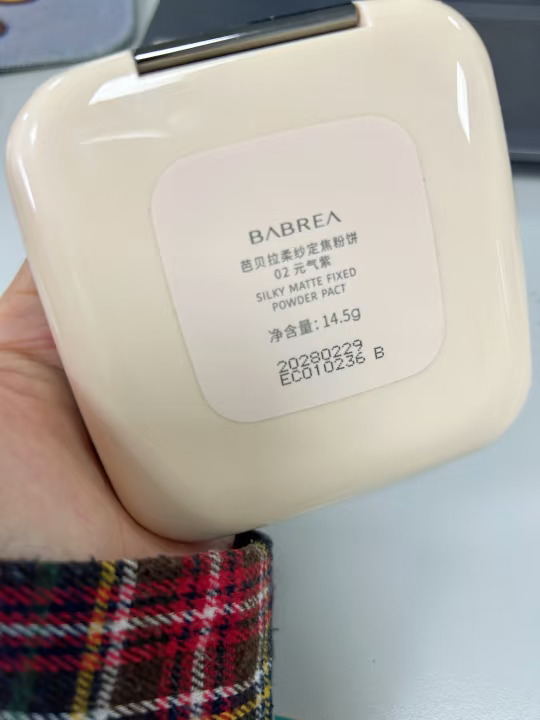 BABREA
芭贝拉柔纱定焦粉饼
02 元气紫
SILKY MATTE FIXED
POWDER PACT
净含量: 14.5g
20280229
EC010236 B